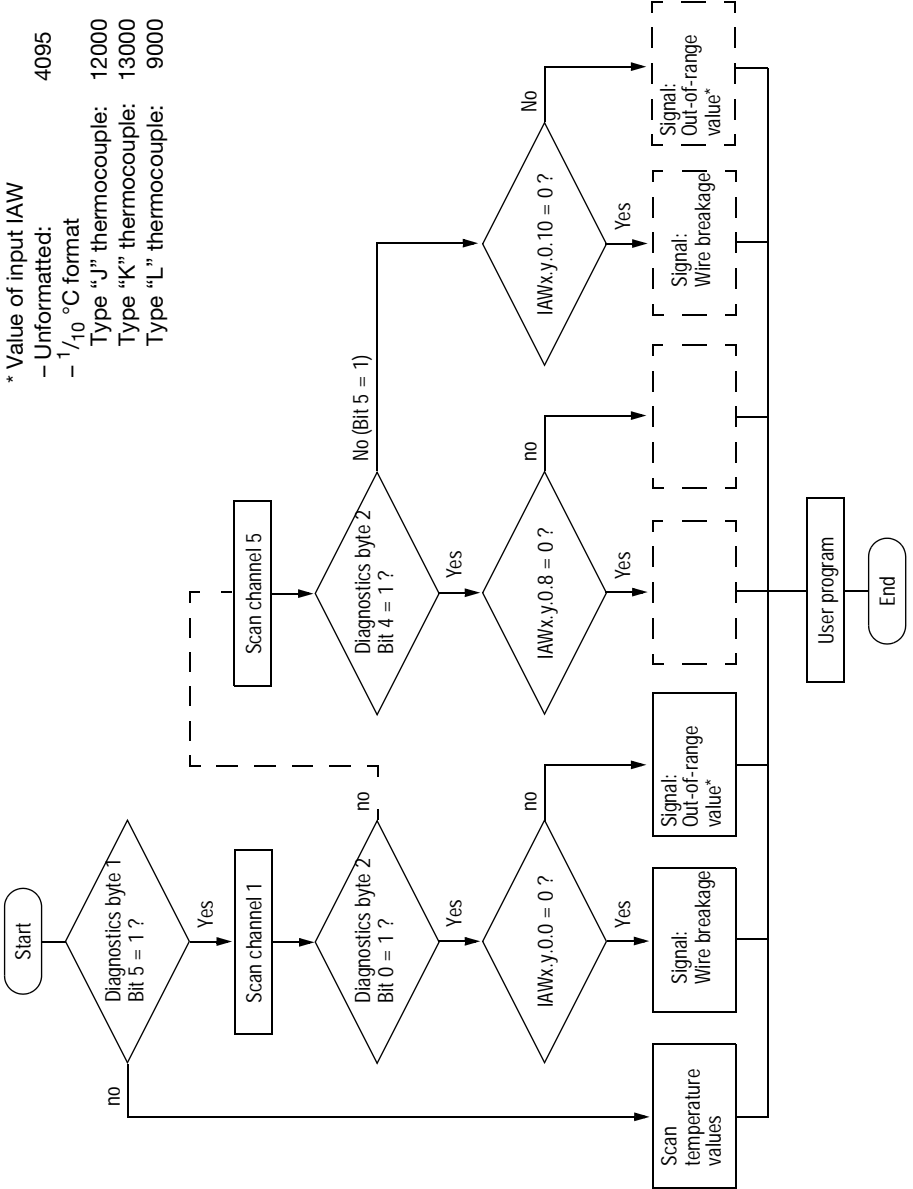 * Value of input IAW
– Unformatted: 4095
– 1/10 °C format
Type “J” thermocouple: 12000
Type “K” thermocouple: 13000
Type “L” thermocouple: 9000
Start
Diagnostics byte 1
Bit 5 = 1 ?
no
Yes
Scan channel 1
Diagnostics byte 2
Bit 0 = 1 ?
no
Yes
IAWx.y.0.0 = 0 ?
no
Yes
Scan channel 5
Diagnostics byte 2
Bit 4 = 1 ?
No (Bit 5 = 1)
Yes
IAWx.y.0.8 = 0 ?
no
Yes
IAWx.y.0.10 = 0 ?
No
Yes
Scan
temperature
values
Signal:
Wire breakage
Signal:
Out-of-range
value*
Signal:
Wire breakage
Signal:
Out-of-range
value*
User program
End